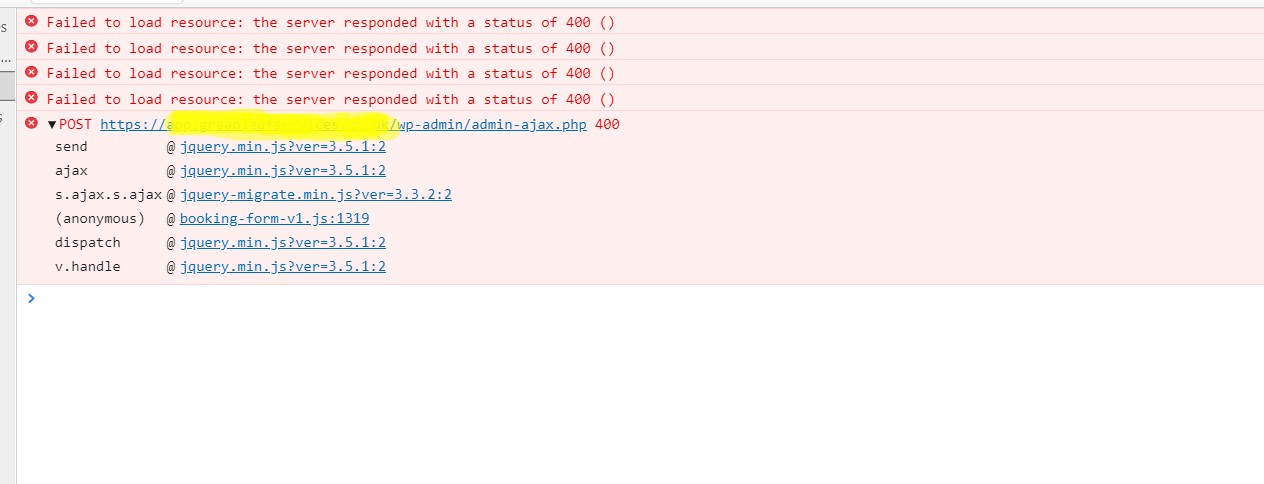 Failed to load resource: the server responded with a status of 400 ()
Failed to load resource: the server responded with a status of 400 ()
Failed to load resource: the server responded with a status of 400 ()
Failed to load resource: the server responded with a status of 400 ()
▼POST https:// /wp-admin/admin-ajax.php 400
send @ jquery.min.js?ver=3.5.1:2
ajax @ jquery.min.js?ver=3.5.1:2
s.ajax.s.ajax @ jquery-migrate.min.js?ver=3.3.2:2
(anonymous) @ booking-form-v1.js:1319
dispatch @ jquery.min.js?ver=3.5.1:2
v.handle @ jquery.min.js?ver=3.5.1:2